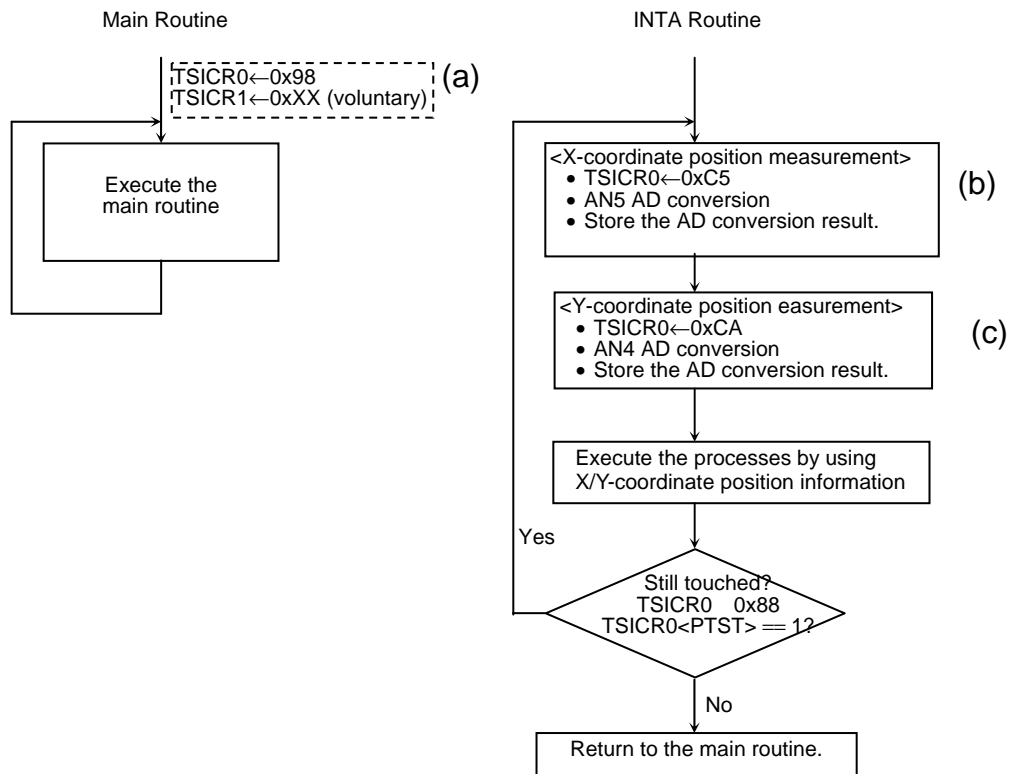 Main Routine
TSICR0←0x98
TSICR1←0xXX (voluntary)
(a)
Execute the
main routine
INTA Routine
<X-coordinate position measurement>
• TSICR0←0xC5
• AN5 AD conversion
• Store the AD conversion result.
(b)
<Y-coordinate position easurement>
• TSICR0←0xCA
• AN4 AD conversion
• Store the AD conversion result.
(c)
Execute the processes by using
X/Y-coordinate position information
Yes
Still touched?
TSICR0 0x88
TSICR0<PTST> == 1?
No
Return to the main routine.